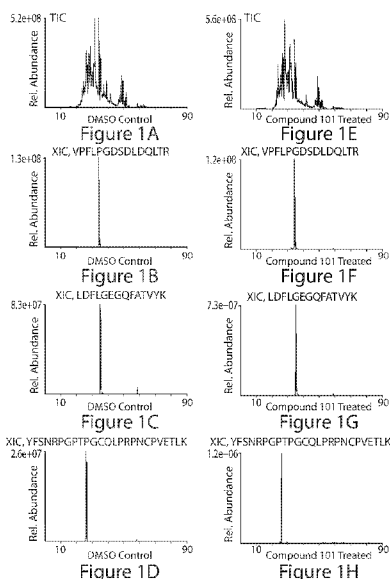 5.2e+08
TIC
Rel. Abundance
10 90
DMSO Control
Figure 1A
XIC, VPFLPGDSDLDQLTR
1.3e+08
Rel. Abundance
10 90
DMSO Control
Figure 1B
XIC, LDFLGEGQFATVYK
8.3e+07
Rel. Abundance
10 90
DMSO Control
Figure 1C
XIC, YFSNRPGPTPGCQLPRPNCPVETLK
2.6e+07
Rel. Abundance
10 90
DMSO Control
Figure 1D
5.6e+08
TIC
Rel. Abundance
10 90
Compound 101 Treated
Figure 1E
XIC, VPFLPGDSDLDQLTR
1.2e+08
Rel. Abundance
10 90
Compound 101 Treated
Figure 1F
XIC, LDFLGEGQFATVYK
7.3e-07
Rel. Abundance
10 90
Compound 101 Treated
Figure 1G
XIC, YFSNRPGPTPGCQLPRPNCPVETLK
1.2e-06
Rel. Abundance
10 90
Compound 101 Treated
Figure 1H